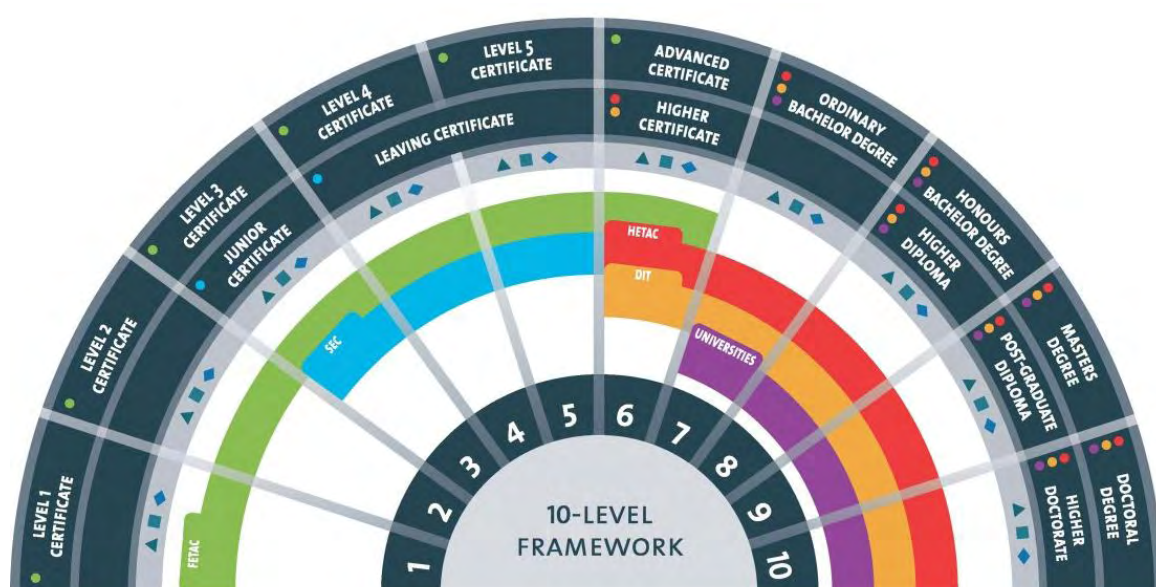 LEVEL 1
CERTIFICATE
LEVEL 2
CERTIFICATE
LEVEL 3
CERTIFICATE
JUNIOR
CERTIFICATE
LEVEL 4
CERTIFICATE
LEVEL 5
CERTIFICATE
LEAVING CERTIFICATE
ADVANCED
CERTIFICATE
HIGHER
CERTIFICATE
ORDINARY
BACHELOR DEGREE
HONOURS
BACHELOR DEGREE
HIGHER
DIPLOMA
MASTERS
DEGREE
POST-GRADUATE
DIPLOMA
DOCTORAL
DEGREE
HIGHER
DOCTORATE
FETAC
SEC
HETAC
DIT
UNIVERSITIES
1
2
3
4
5
6
7
8
9
10
10-LEVEL
FRAMEWORK